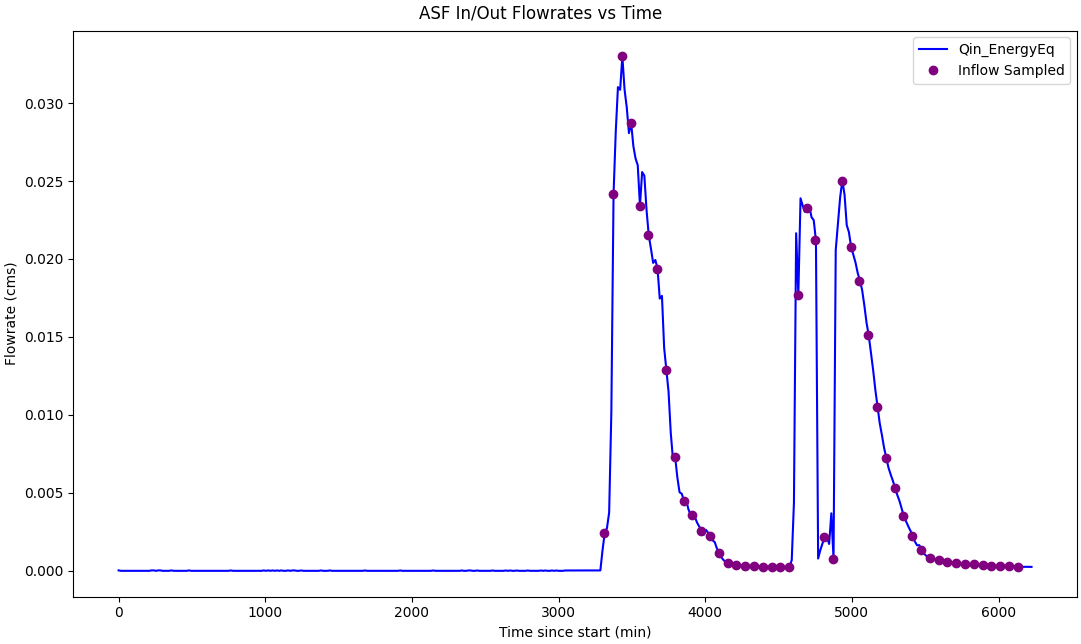 ASF In/Out Flowrates vs Time
Qin_EnergyEq
Inflow Sampled
Flowrate (cms)
0.030
0.025
0.020
0.015
0.010
0.005
0.000
0 1000 2000 3000 4000 5000 6000
Time since start (min)